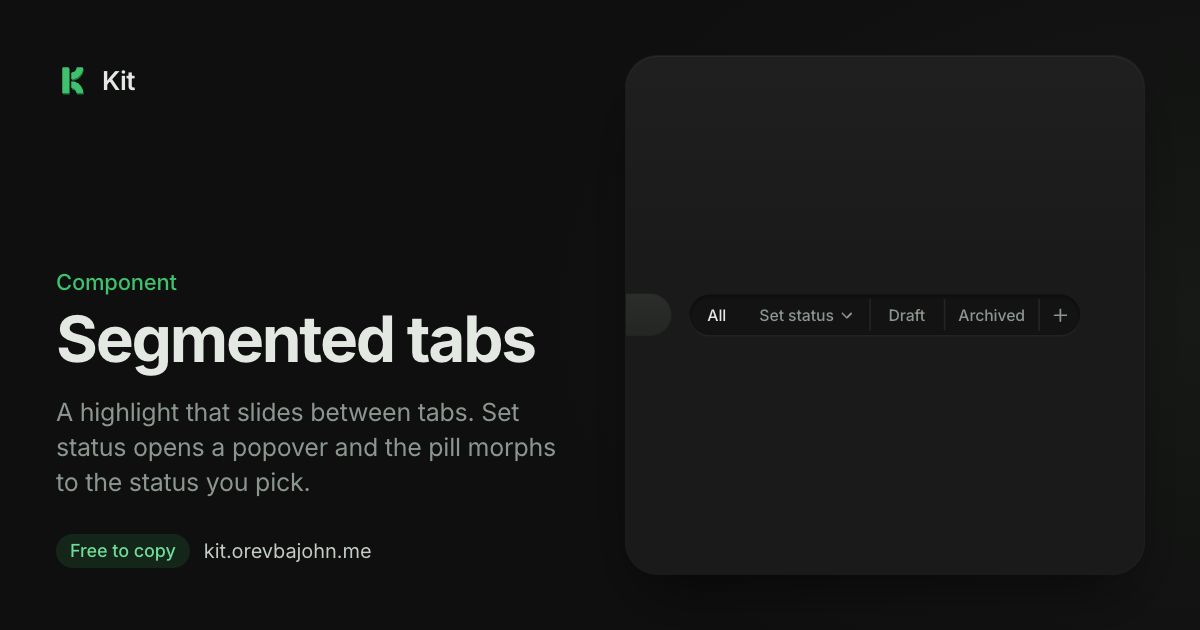 Kit
Component
Segmented tabs
A highlight that slides between tabs. Set
status opens a popover and the pill morphs
to the status you pick.
Free to copy kit.orevbajohn.me
All Set status Draft Archived +